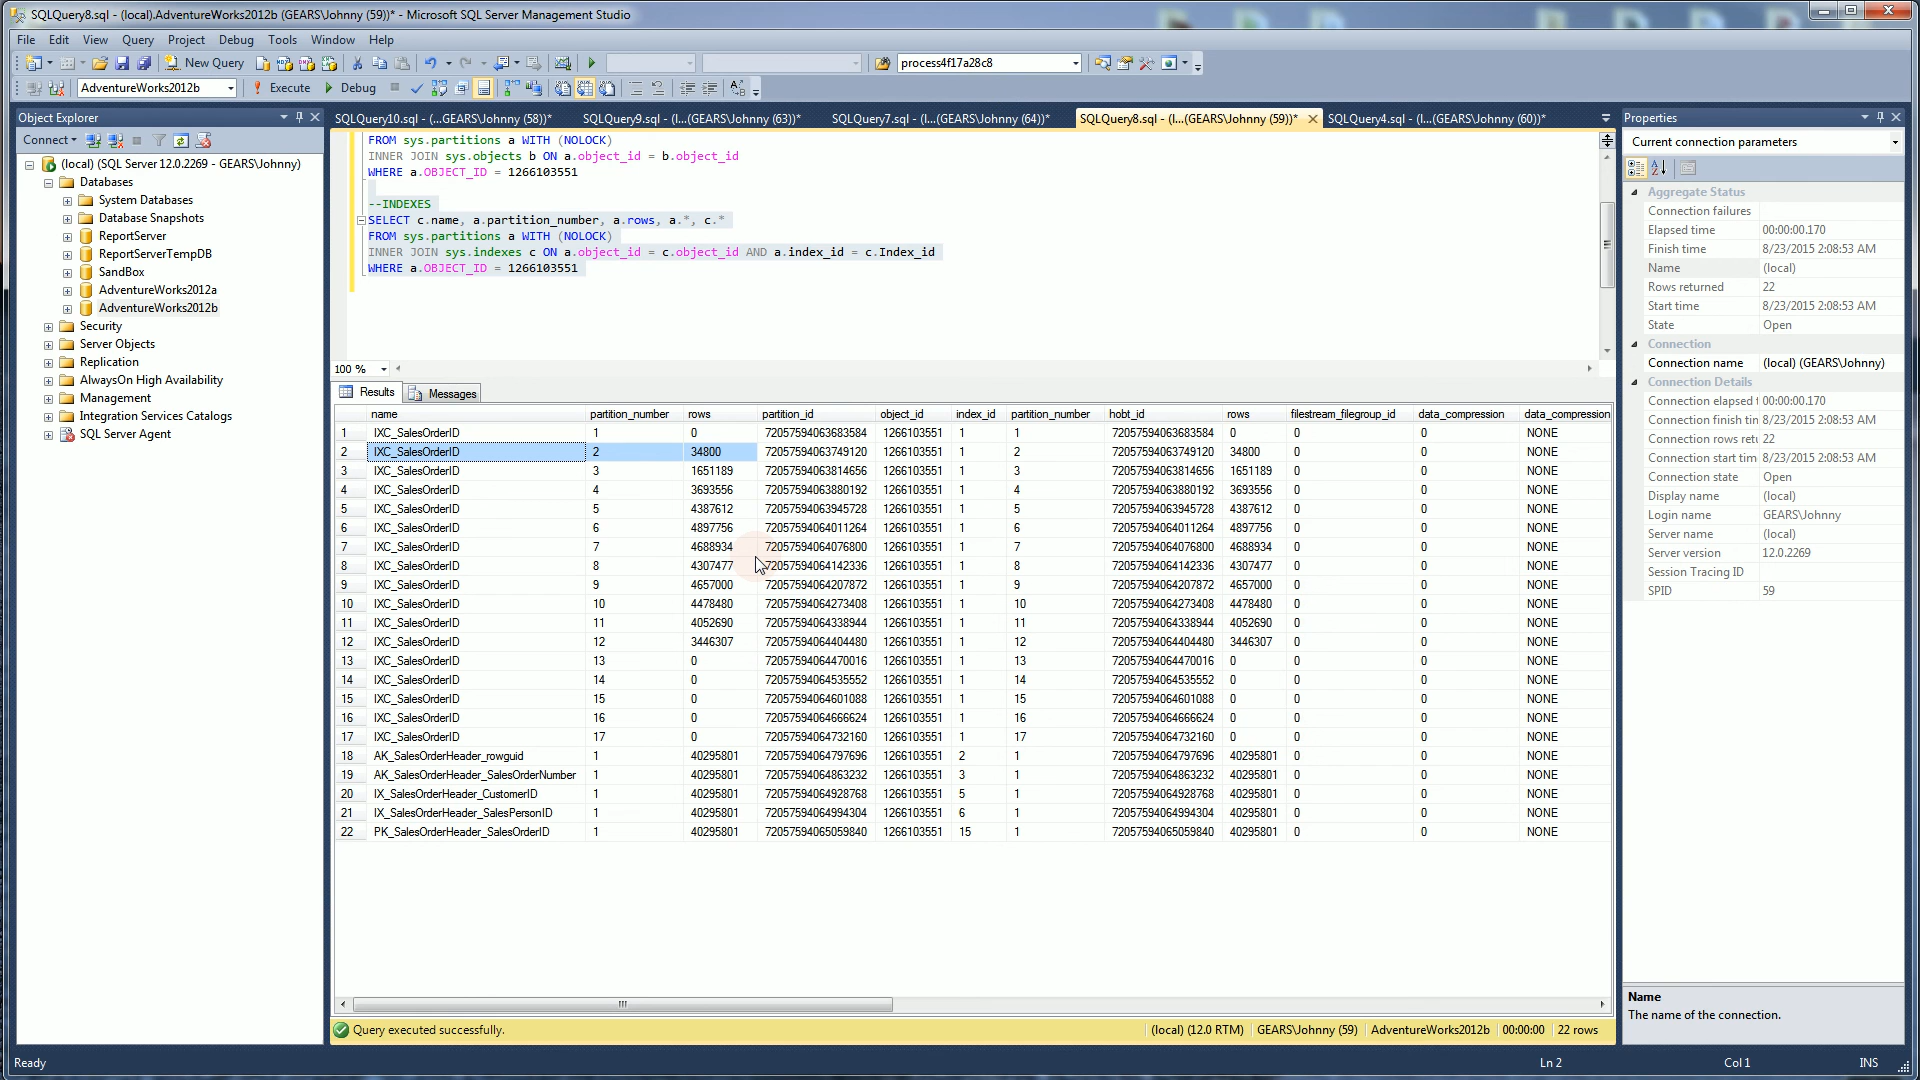 SQLQuery8.sql - (local).AdventureWorks2012b (GEARS\Johnny (59))* - Microsoft SQL Server Management Studio
File Edit View Query Project Debug Tools Window Help
New Query process4f17a28c8
AdventureWorks2012b Execute Debug
Object Explorer
Connect
(local) (SQL Server 12.0.2269 - GEARS\Johnny)
Databases
System Databases
Database Snapshots
ReportServer
ReportServerTempDB
SandBox
AdventureWorks2012a
AdventureWorks2012b
Security
Server Objects
Replication
AlwaysOn High Availability
Management
Integration Services Catalogs
SQL Server Agent
SQLQuery10.sql - (...GEARS\Johnny (58))* SQLQuery9.sql - (l...(GEARS\Johnny (63))* SQLQuery7.sql - (l...(GEARS\Johnny (64))* SQLQuery8.sql - (l...(GEARS\Johnny (59))* SQLQuery4.sql - (l...(GEARS\Johnny (60))*
FROM sys.partitions a WITH (NOLOCK)
INNER JOIN sys.objects b ON a.object_id = b.object_id
WHERE a.OBJECT_ID = 1266103551
--INDEXES
SELECT c.name, a.partition_number, a.rows, a.*, c.*
FROM sys.partitions a WITH (NOLOCK)
INNER JOIN sys.indexes c ON a.object_id = c.object_id AND a.index_id = c.Index_id
WHERE a.OBJECT_ID = 1266103551
100 %
Results Messages
name partition_number rows partition_id object_id index_id partition_number hobt_id rows filestream_filegroup_id data_compression data_compression
1 IXC_SalesOrderID 1 0 72057594063683584 1266103551 1 1 72057594063683584 0 0 0 NONE
2 IXC_SalesOrderID 2 34800 72057594063749120 1266103551 1 2 72057594063749120 34800 0 0 NONE
3 IXC_SalesOrderID 3 1651189 72057594063814656 1266103551 1 3 72057594063814656 1651189 0 0 NONE
4 IXC_SalesOrderID 4 3693556 72057594063880192 1266103551 1 4 72057594063880192 3693556 0 0 NONE
5 IXC_SalesOrderID 5 4387612 72057594063945728 1266103551 1 5 72057594063945728 4387612 0 0 NONE
6 IXC_SalesOrderID 6 4897756 72057594064011264 1266103551 1 6 72057594064011264 4897756 0 0 NONE
7 IXC_SalesOrderID 7 4688934 72057594064076800 1266103551 1 7 72057594064076800 4688934 0 0 NONE
8 IXC_SalesOrderID 8 4307477 72057594064142336 1266103551 1 8 72057594064142336 4307477 0 0 NONE
9 IXC_SalesOrderID 9 4657000 72057594064207872 1266103551 1 9 72057594064207872 4657000 0 0 NONE
10 IXC_SalesOrderID 10 4478480 72057594064273408 1266103551 1 10 72057594064273408 4478480 0 0 NONE
11 IXC_SalesOrderID 11 4052690 72057594064338944 1266103551 1 11 72057594064338944 4052690 0 0 NONE
12 IXC_SalesOrderID 12 3446307 72057594064404480 1266103551 1 12 72057594064404480 3446307 0 0 NONE
13 IXC_SalesOrderID 13 0 72057594064470016 1266103551 1 13 72057594064470016 0 0 0 NONE
14 IXC_SalesOrderID 14 0 72057594064535552 1266103551 1 14 72057594064535552 0 0 0 NONE
15 IXC_SalesOrderID 15 0 72057594064601088 1266103551 1 15 72057594064601088 0 0 0 NONE
16 IXC_SalesOrderID 16 0 72057594064666624 1266103551 1 16 72057594064666624 0 0 0 NONE
17 IXC_SalesOrderID 17 0 72057594064732160 1266103551 1 17 72057594064732160 0 0 0 NONE
18 AK_SalesOrderHeader_rowguid 1 40295801 72057594064797696 1266103551 2 1 72057594064797696 40295801 0 0 NONE
19 AK_SalesOrderHeader_SalesOrderNumber 1 40295801 72057594064863232 1266103551 3 1 72057594064863232 40295801 0 0 NONE
20 IX_SalesOrderHeader_CustomerID 1 40295801 72057594064928768 1266103551 5 1 72057594064928768 40295801 0 0 NONE
21 IX_SalesOrderHeader_SalesPersonID 1 40295801 72057594064994304 1266103551 6 1 72057594064994304 40295801 0 0 NONE
22 PK_SalesOrderHeader_SalesOrderID 1 40295801 72057594065059840 1266103551 15 1 72057594065059840 40295801 0 0 NONE
Query executed successfully. (local) (12.0 RTM) GEARS\Johnny (59) AdventureWorks2012b 00:00:00 22 rows
Properties
Current connection parameters
Aggregate Status
Connection failures
Elapsed time 00:00:00.170
Finish time 8/23/2015 2:08:53 AM
Name (local)
Rows returned 22
Start time 8/23/2015 2:08:53 AM
State Open
Connection
Connection name (local) (GEARS\Johnny)
Connection Details
Connection elapsed t 00:00:00.170
Connection finish tin 8/23/2015 2:08:53 AM
Connection rows retu 22
Connection start tim 8/23/2015 2:08:53 AM
Connection state Open
Display name (local)
Login name GEARS\Johnny
Server name (local)
Server version 12.0.2269
Session Tracing ID
SPID 59
Name
The name of the connection.
Ready Ln 2 Col 1 INS